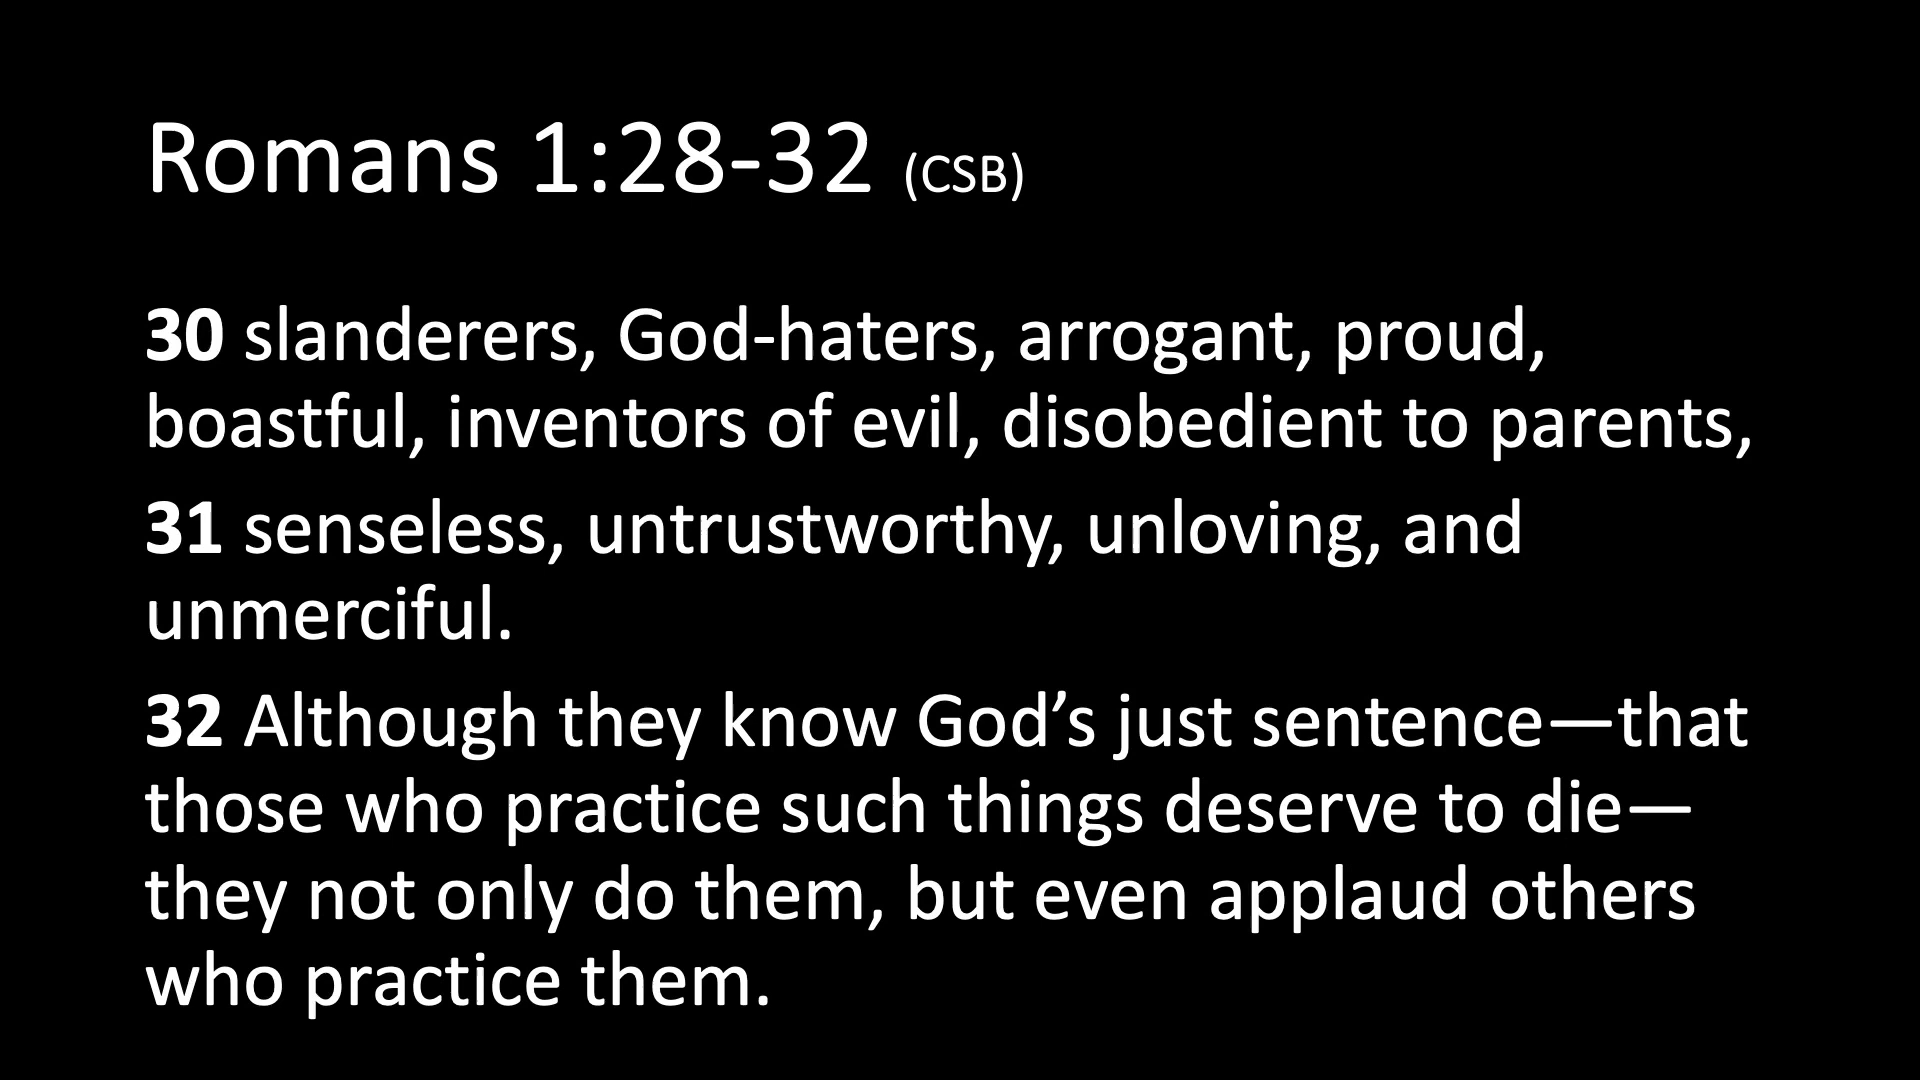 Romans 1:28-32 (CSB)
30 slanderers, God-haters, arrogant, proud,
boastful, inventors of evil, disobedient to parents,
31 senseless, untrustworthy, unloving, and
unmerciful.
32 Although they know God’s just sentence—that
those who practice such things deserve to die—
they not only do them, but even applaud others
who practice them.